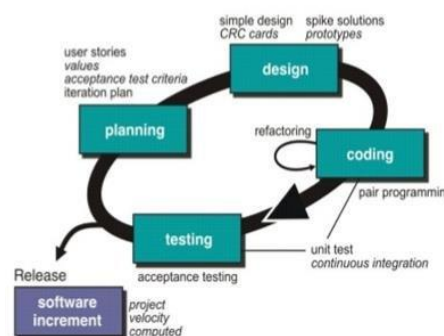 simple design
CRC cards
spike solutions
prototypes
user stories
values
acceptance test criteria
iteration plan
design
planning
refactoring
coding
pair programmin
testing
unit test
continuous integration
acceptance testing
Release
software
increment
project
velocity
computed